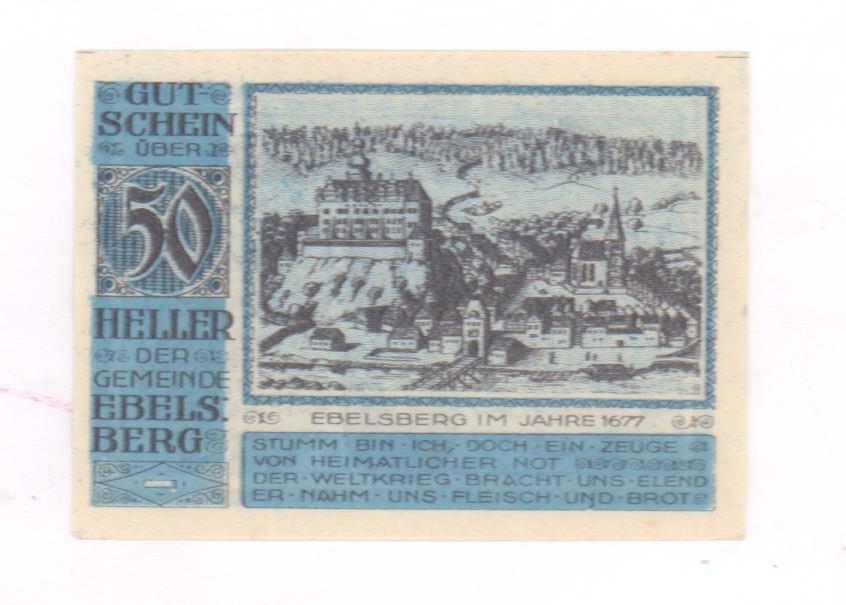 GUT-
SCHEIN
ÜBER
50
HELLER
DER
GEMEINDE
EBELS-
BERG
EBELSBERG IM JAHRE 1677
STUMM · BIN · ICH, DOCH · EIN · ZEUGE
VON HEIMATLICHER NOT
DER · WELTKRIEG · BRACHT · UNS · ELEND
ER · NAHM · UNS · FLEISCH · UND · BROT